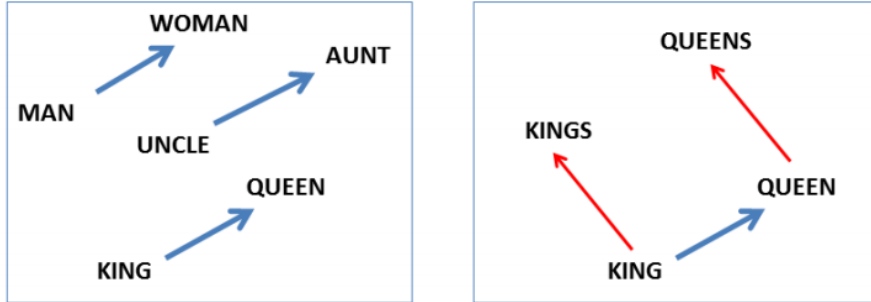 WOMAN
AUNT
MAN
UNCLE
QUEEN
KING
QUEENS
KINGS
QUEEN
KING